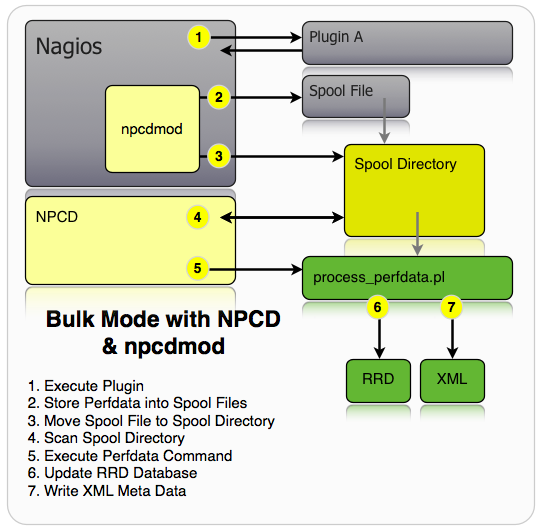 Nagios
1
Plugin A
npcdmod
2
Spool File
3
Spool Directory
NPCD
4
5
process_perfdata.pl
6
7
RRD
XML
Bulk Mode with NPCD
& npcdmod
1. Execute Plugin
2. Store Perfdata into Spool Files
3. Move Spool File to Spool Directory
4. Scan Spool Directory
5. Execute Perfdata Command
6. Update RRD Database
7. Write XML Meta Data